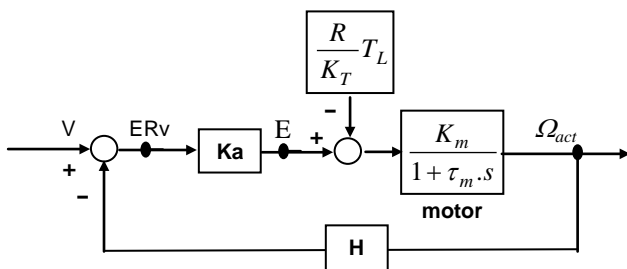 R
K_T T_L
−
V
ERv
E
+
Ω_act
+
−
Ka
K_m
1 + τ_m . s
motor
H